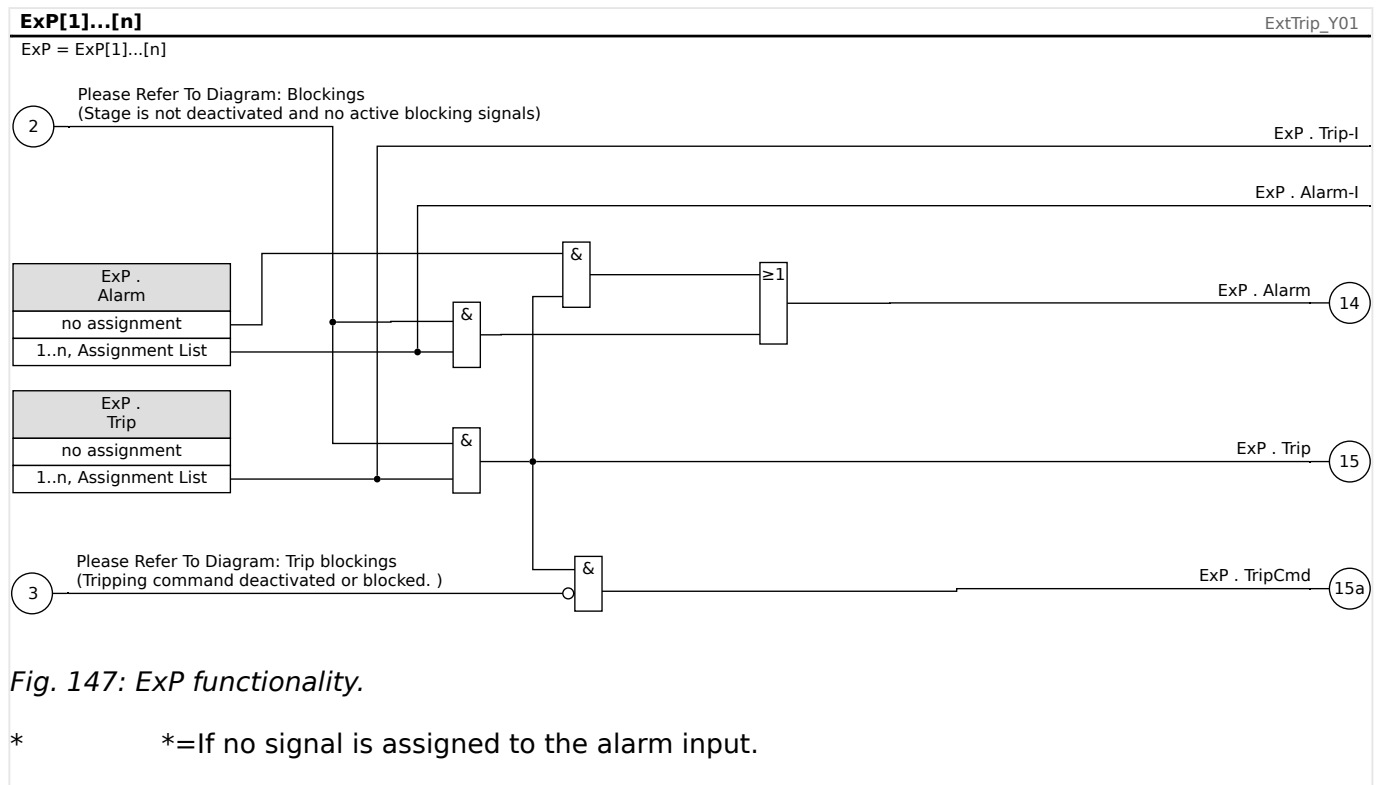 ExP[1]...[n]
ExtTrip_Y01
ExP = ExP[1]...[n]
Please Refer To Diagram: Blockings
(Stage is not deactivated and no active blocking signals)
2
ExP . Trip-I
ExP . Alarm-I
&
ExP .
Alarm
≥1
ExP . Alarm
14
no assignment
&
1..n, Assignment List
ExP .
Trip
&
no assignment
ExP . Trip
15
1..n, Assignment List
Please Refer To Diagram: Trip blockings
(Tripping command deactivated or blocked. )
3
&
ExP . TripCmd
15a
Fig. 147: ExP functionality.
* *=If no signal is assigned to the alarm input.